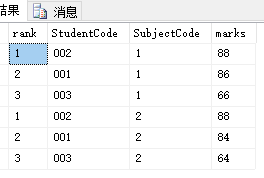 结果 消息
rank StudentCode SubjectCode marks
1 002 1 88
2 001 1 86
3 003 1 66
1 002 2 88
2 001 2 84
3 003 2 64